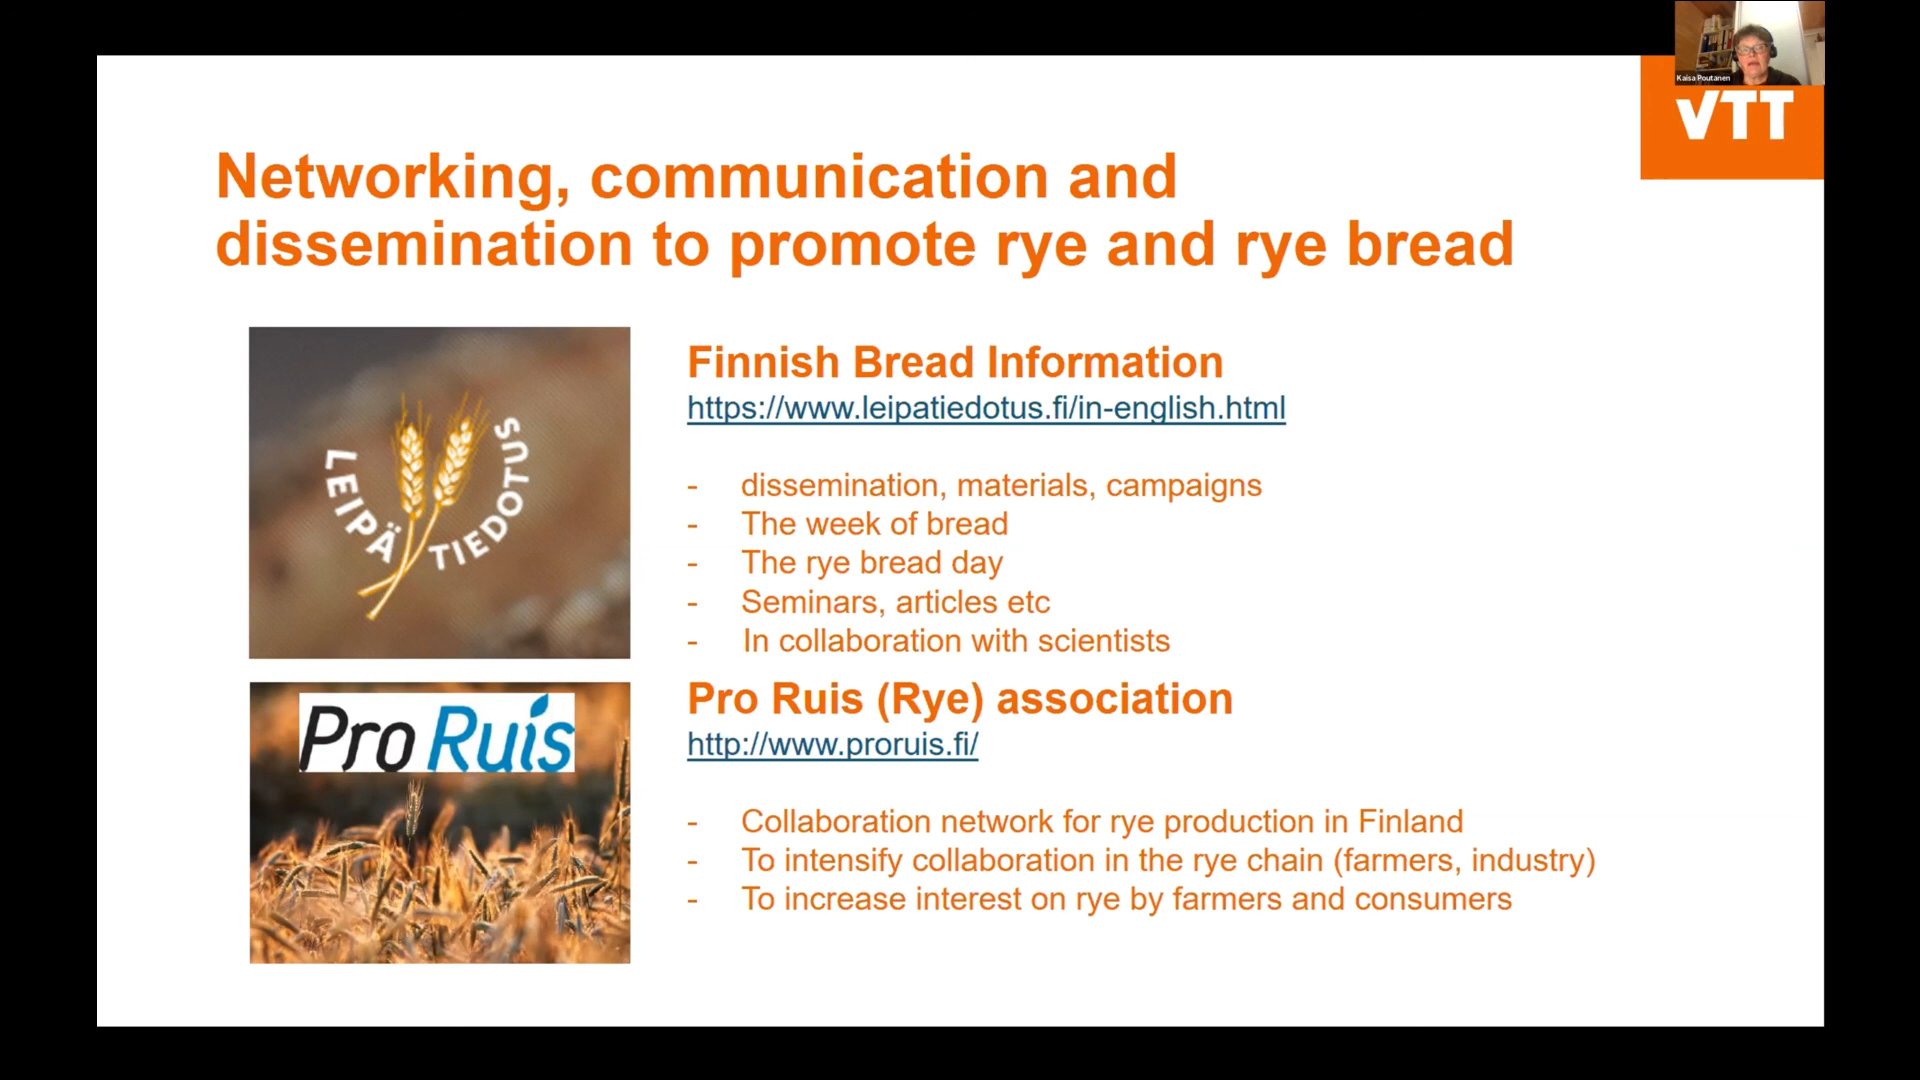 Kaisa Poutanen
VTT
Networking, communication and
dissemination to promote rye and rye bread
LEIPÄ TIEDOTUS
Finnish Bread Information
https://www.leipatiedotus.fi/in-english.html
- dissemination, materials, campaigns
- The week of bread
- The rye bread day
- Seminars, articles etc
- In collaboration with scientists
Pro Ruis
Pro Ruis (Rye) association
http://www.proruis.fi/
- Collaboration network for rye production in Finland
- To intensify collaboration in the rye chain (farmers, industry)
- To increase interest on rye by farmers and consumers